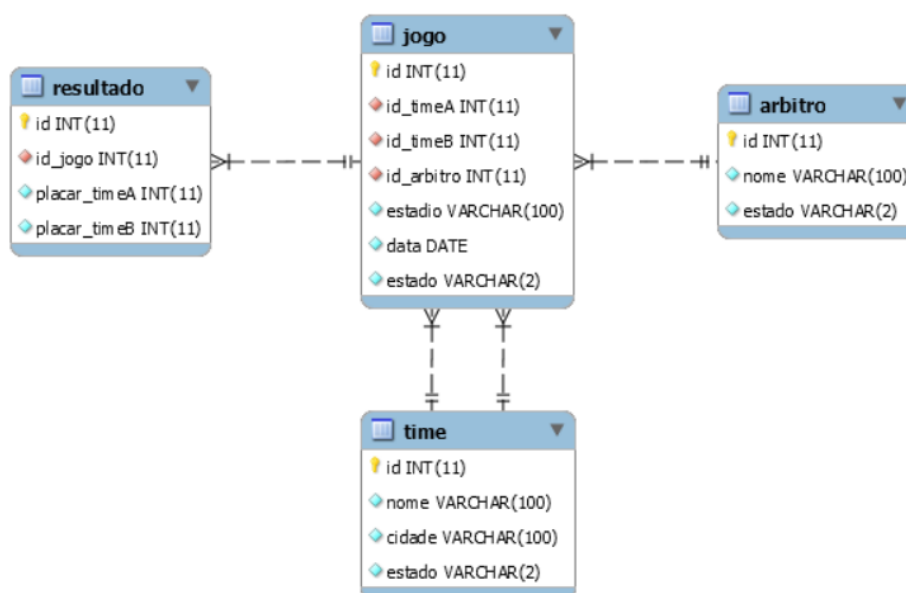 resultado
id INT(11)
id_jogo INT(11)
placar_timeA INT(11)
placar_timeB INT(11)
jogo
id INT(11)
id_timeA INT(11)
id_timeB INT(11)
id_arbitro INT(11)
estadio VARCHAR(100)
data DATE
estado VARCHAR(2)
arbitro
id INT(11)
nome VARCHAR(100)
estado VARCHAR(2)
time
id INT(11)
nome VARCHAR(100)
cidade VARCHAR(100)
estado VARCHAR(2)